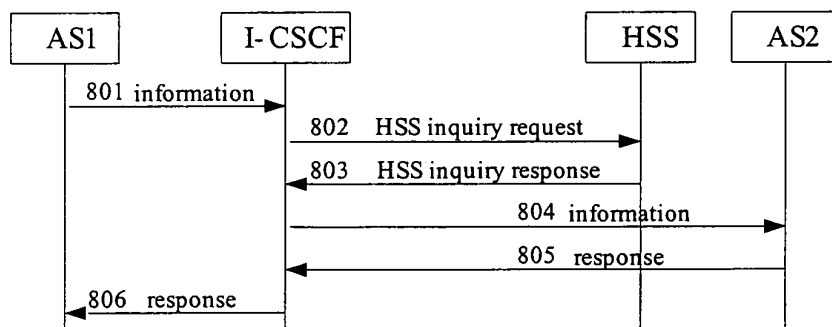 AS1 I-CSCF HSS AS2
801 information
802 HSS inquiry request
803 HSS inquiry response
804 information
805 response
806 response